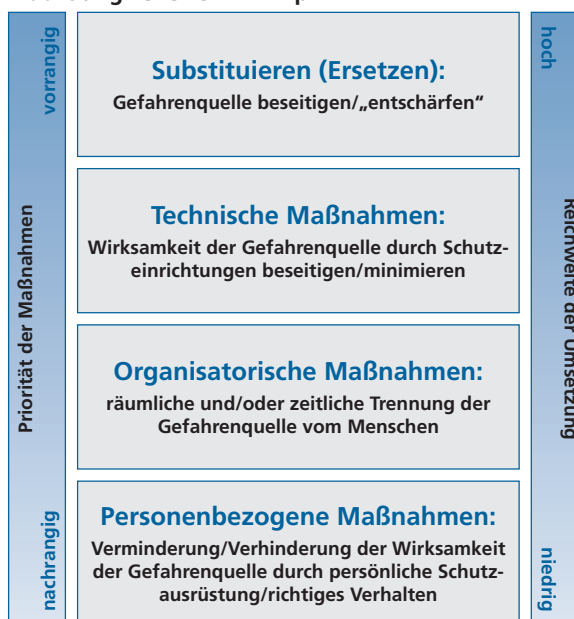 vorrangig
Priorität der Maßnahmen
nachrangig
Substituieren (Ersetzen):
Gefahrenquelle beseitigen/„entschärfen“
Technische Maßnahmen:
Wirksamkeit der Gefahrenquelle durch Schutz-
einrichtungen beseitigen/minimieren
Organisatorische Maßnahmen:
räumliche und/oder zeitliche Trennung der
Gefahrenquelle vom Menschen
Personenbezogene Maßnahmen:
Verminderung/Verhinderung der Wirksamkeit
der Gefahrenquelle durch persönliche Schutz-
ausrüstung/richtiges Verhalten
hoch
Reichweite der Umsetzung
niedrig